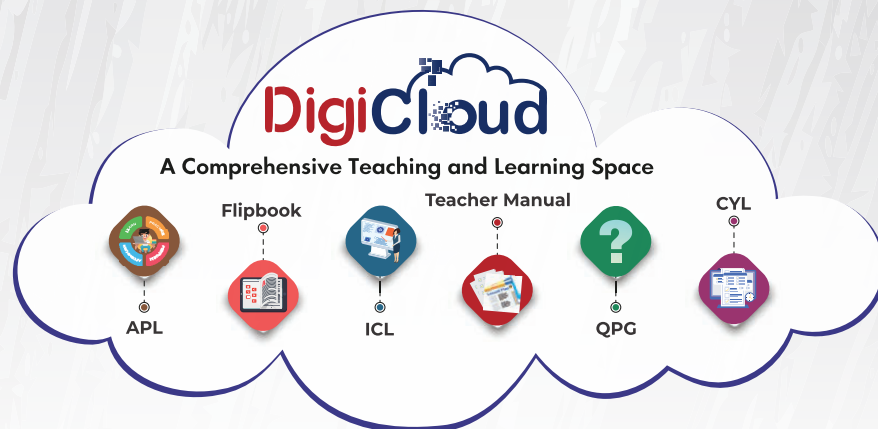 DigiCloud
A Comprehensive Teaching and Learning Space
APL
Flipbook
ICL
Teacher Manual
QPG
CYL